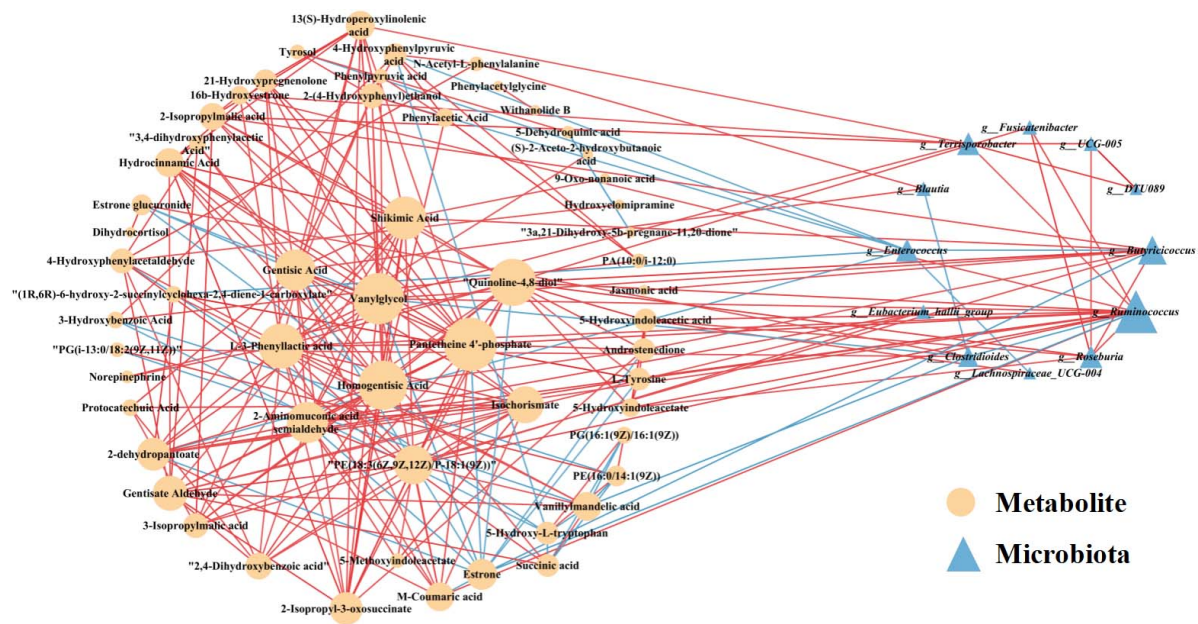 13(S)-Hydroperoxylinolenic
acid
Tyrosol
4-Hydroxyphenylpyruvic
acid
N-Acetyl-L-phenylalanine
21-Hydroxypregnenolone
Phenylpyruvic acid
Phenylacetylglycine
16b-Hydroxyestrone
2-(4-Hydroxyphenyl)ethanol
Withanolide B
2-Isopropylmalic acid
Phenylacetic Acid
5-Dehydroquinic acid
"3,4-dihydroxyphenylacetic
Acid"
(S)-2-Aceto-2-hydroxybutanoic
acid
Hydrocinnamic Acid
9-Oxo-nonanoic acid
Estrone glucuronide
Hydroxyclomipramine
Shikimic Acid
Dihydrocortisol
"3a,21-Dihydroxy-5b-pregnane-11,20-dione"
4-Hydroxyphenylacetaldehyde
Gentisic Acid
PA(10:0/i-12:0)
"Quinoline-4,8-diol"
"(1R,6R)-6-hydroxy-2-succinylcyclohexa-2,4-diene-1-carboxylate"
Vanylglycol
Jasmonic acid
3-Hydroxybenzoic Acid
5-Hydroxyindoleacetic acid
"PG(i-13:0/18:2(9Z,11Z))"
L-3-Phenyllactic acid
Pantetheine 4'-phosphate
Androstenedione
Norepinephrine
Homogentisic Acid
L-Tyrosine
Protocatechuic Acid
2-Aminomuconic acid
semialdehyde
Isochorismate
5-Hydroxyindoleacetate
PG(16:1(9Z)/16:1(9Z))
2-dehydropantoate
"PE(18:3(6Z,9Z,12Z)/P-18:1(9Z))"
PE(16:0/14:1(9Z))
Gentisate Aldehyde
Vanillylmandelic acid
3-Isopropylmalic acid
5-Hydroxy-L-tryptophan
"2,4-Dihydroxybenzoic acid"
5-Methoxyindoleacetate
Estrone
Succinic acid
M-Coumaric acid
2-Isopropyl-3-oxosuccinate
g__Fusicatenibacter
g__Terrisporobacter
g__UCG-005
g__Blautia
g__DTU089
g__Enterococcus
g__Butyricicoccus
g__Eubacterium_hallii_group
g__Ruminococcus
g__Clostridioides
g__Roseburia
g__Lachnospiraceae_UCG-004
Metabolite
Microbiota